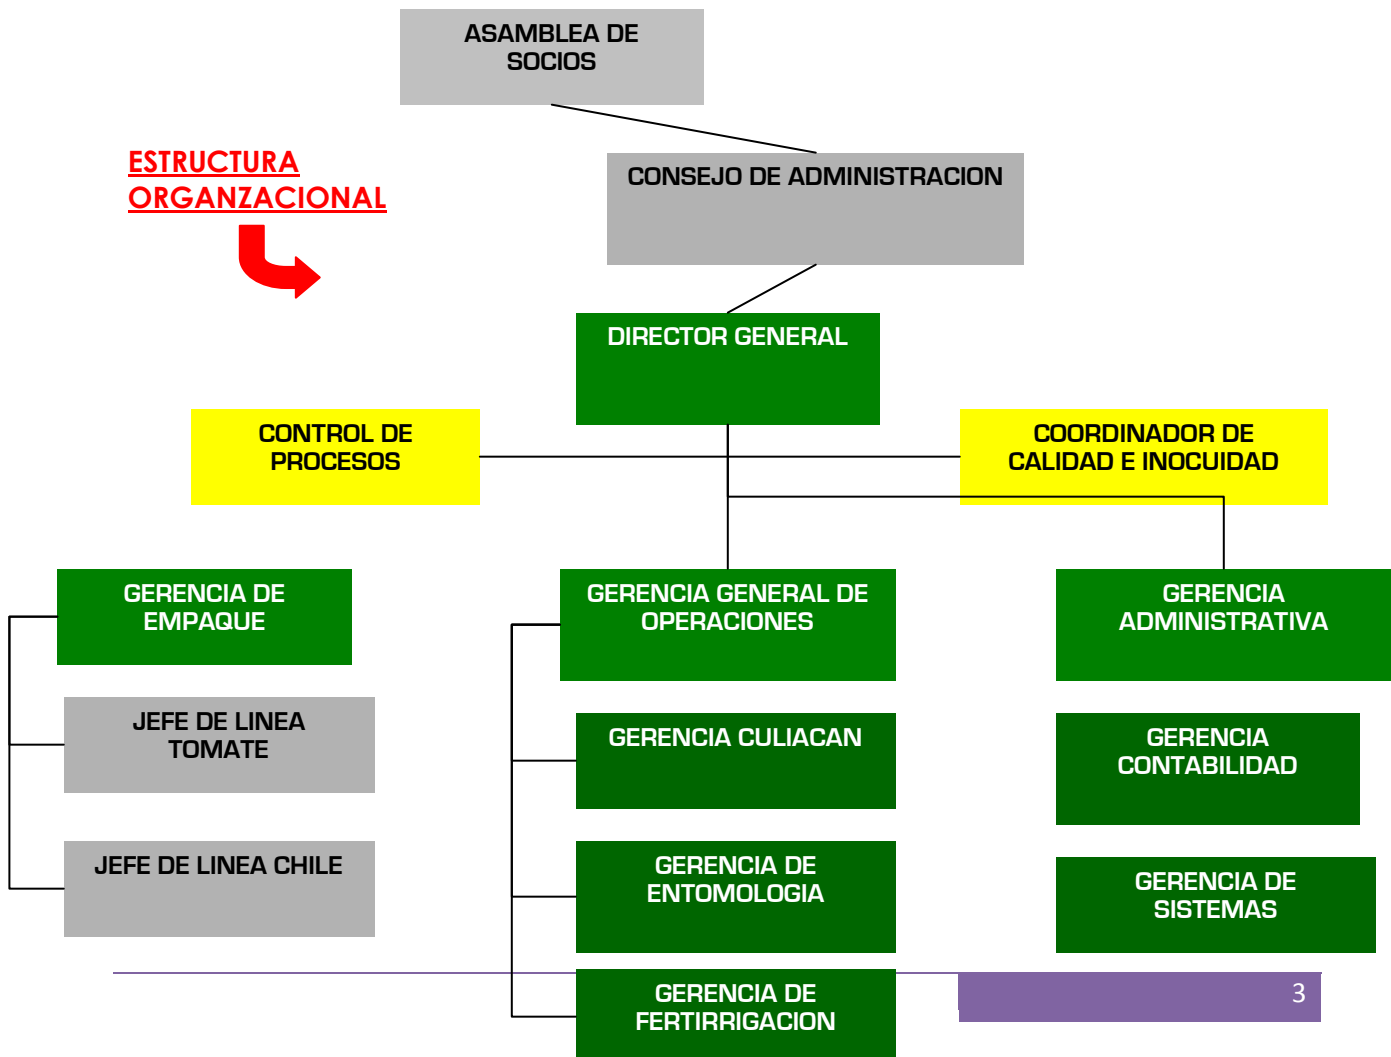 ASAMBLEA DE
SOCIOS
ESTRUCTURA
ORGANZACIONAL
CONSEJO DE ADMINISTRACION
DIRECTOR GENERAL
CONTROL DE
PROCESOS
COORDINADOR DE
CALIDAD E INOCUIDAD
GERENCIA DE
EMPAQUE
GERENCIA GENERAL DE
OPERACIONES
GERENCIA
ADMINISTRATIVA
JEFE DE LINEA
TOMATE
GERENCIA CULIACAN
GERENCIA
CONTABILIDAD
JEFE DE LINEA CHILE
GERENCIA DE
ENTOMOLOGIA
GERENCIA DE
SISTEMAS
GERENCIA DE
FERTIRRIGACION
3